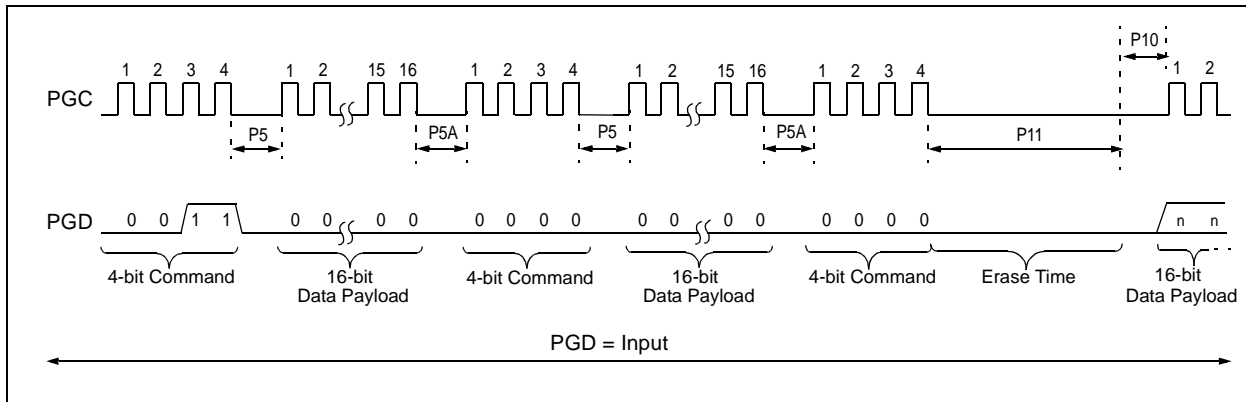 P10
1 2 3 4 1 2 15 16 1 2 3 4 1 2 15 16 1 2 3 4 1 2
PGC
P5 P5A P5 P5A P11
PGD 0 0 1 1 0 0 0 0 0 0 0 0 0 0 0 0 0 0 0 0 n n
4-bit Command 16-bit 4-bit Command 16-bit 4-bit Command Erase Time 16-bit
Data Payload Data Payload Data Payload
PGD = Input